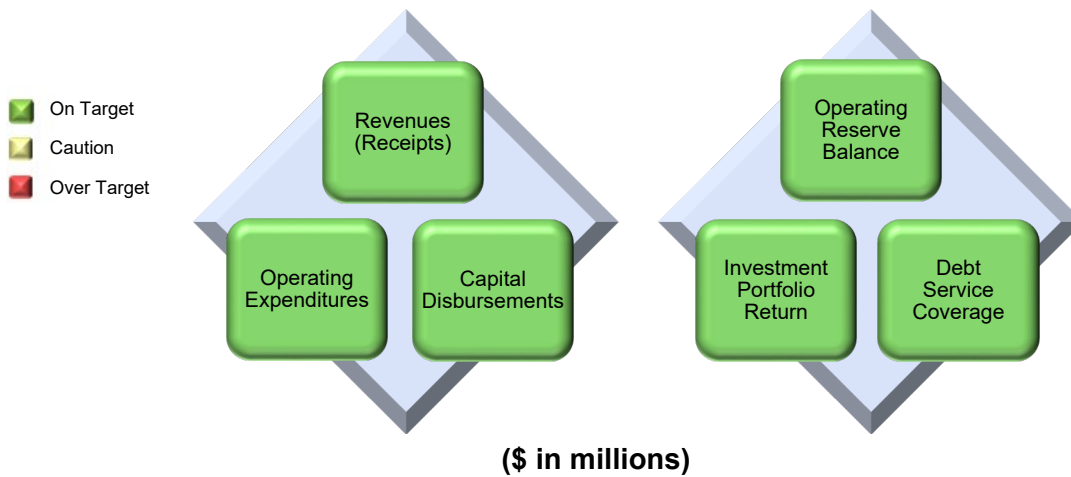 On Target
Caution
Over Target
Revenues
(Receipts)
Operating
Expenditures
Capital
Disbursements
Operating
Reserve
Balance
Investment
Portfolio
Return
Debt
Service
Coverage
($ in millions)